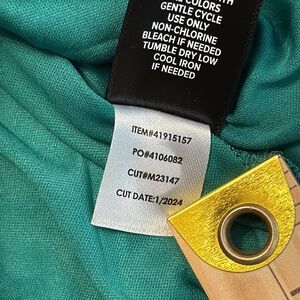 COLORS
GENTLE CYCLE
USE ONLY
NON-CHLORINE
BLEACH IF NEEDED
TUMBLE DRY LOW
COOL IRON
IF NEEDED
ITEM#41915157
PO#4106082
CUT#M23147
CUT DATE:1/2024